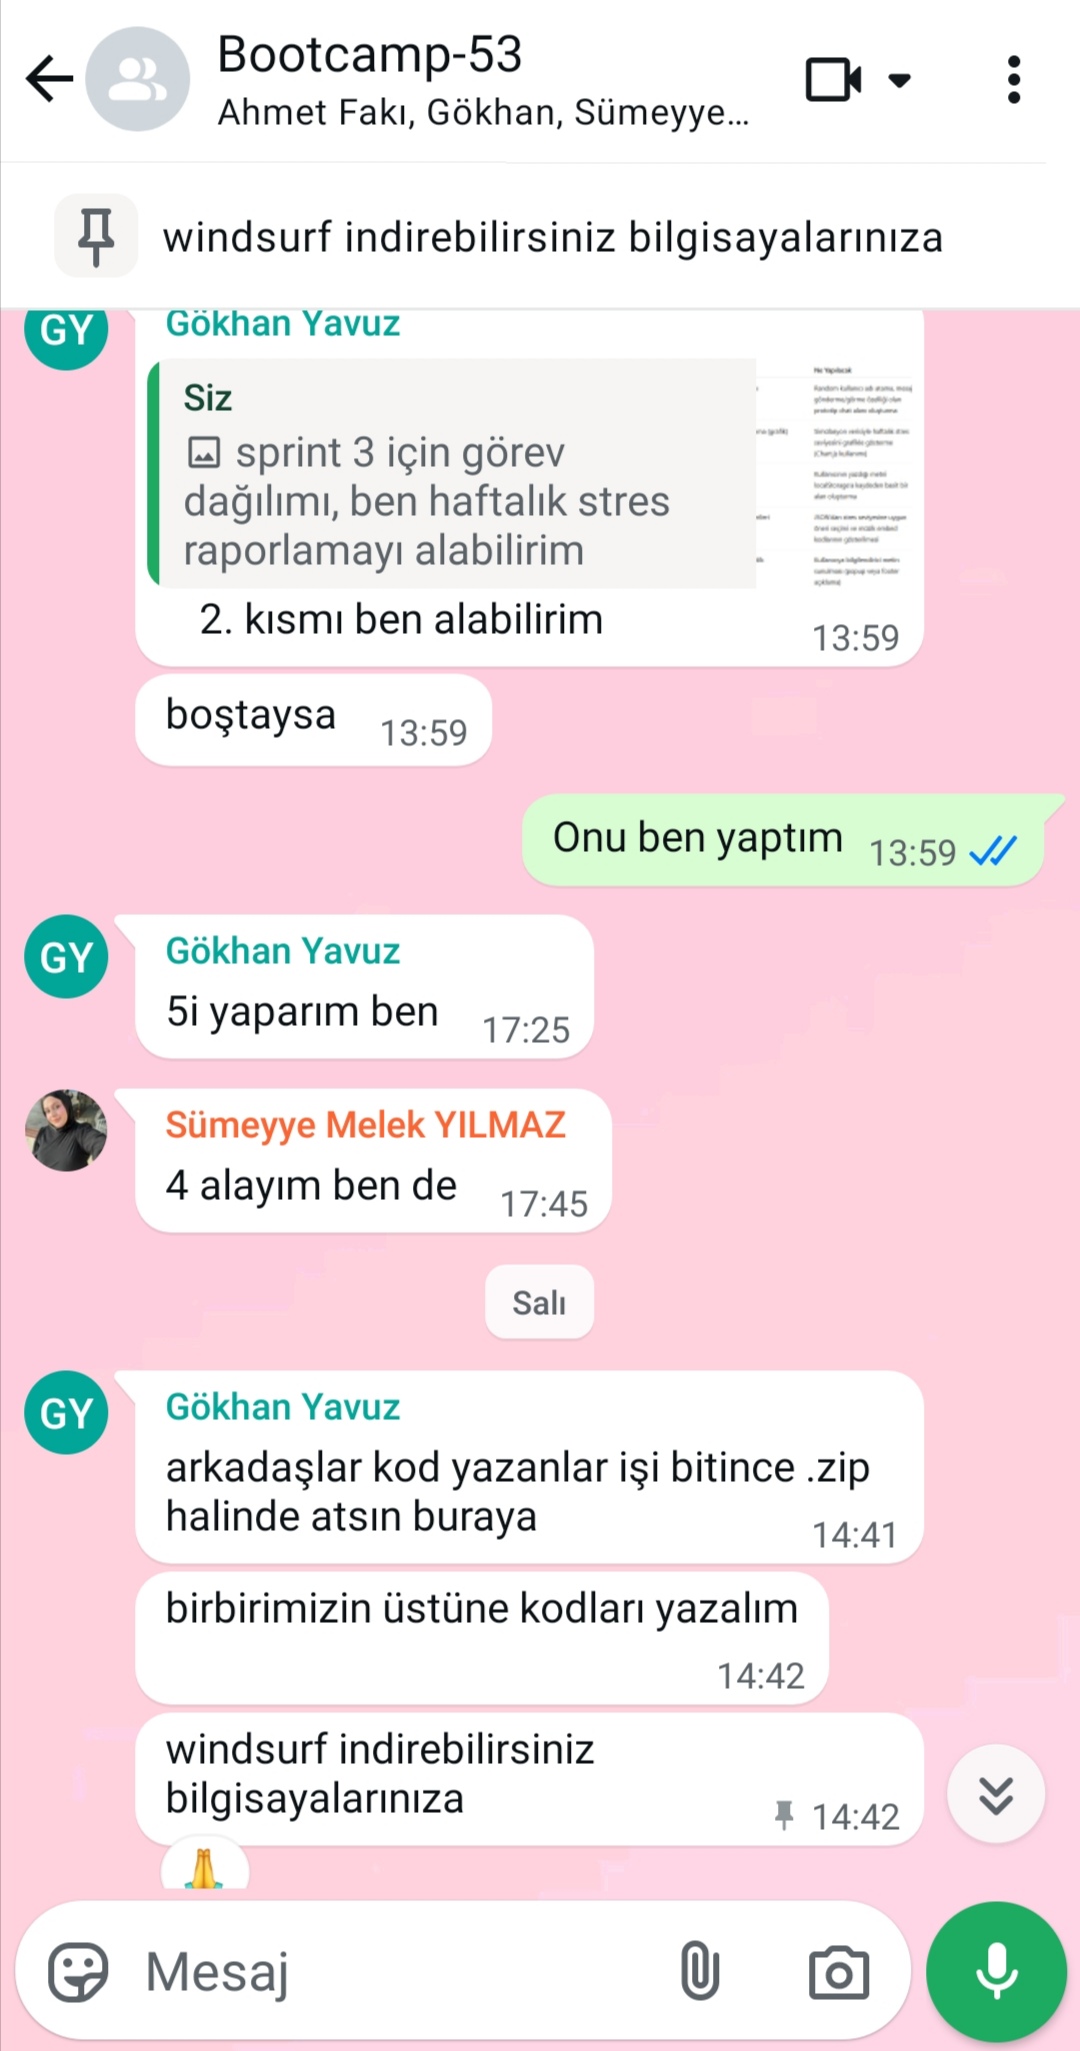 Bootcamp-53
Ahmet Fakı, Gökhan, Sümeyye...
windsurf indirebilirsiniz bilgisayalarınıza
GY
Gökhan Yavuz
Siz
sprint 3 için görev
dağılımı, ben haftalık stres
raporlamayı alabilirim
2. kısmı ben alabilirim
13:59
boştaysa 13:59
Onu ben yaptım 13:59
GY
Gökhan Yavuz
5i yaparım ben 17:25
Sümeyye Melek YILMAZ
4 alayım ben de 17:45
Salı
GY
Gökhan Yavuz
arkadaşlar kod yazanlar işi bitince .zip
halinde atsın buraya 14:41
birbirimizin üstüne kodları yazalım
14:42
windsurf indirebilirsiniz
bilgisayalarınıza 14:42
Mesaj